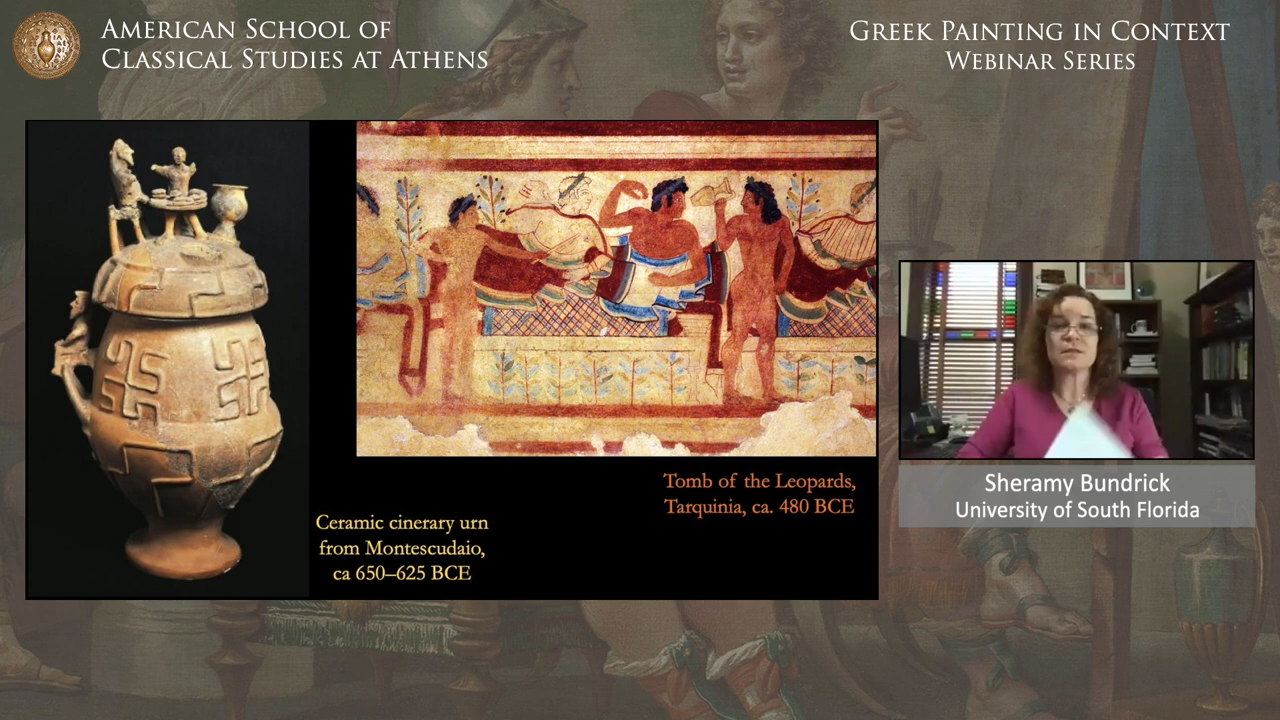 AMERICAN SCHOOL OF
CLASSICAL STUDIES AT ATHENS
GREEK PAINTING IN CONTEXT
WEBINAR SERIES
Tomb of the Leopards,
Tarquinia, ca. 480 BCE
Ceramic cinerary urn
from Montescudaio,
ca 650–625 BCE
Sheramy Bundrick
University of South Florida